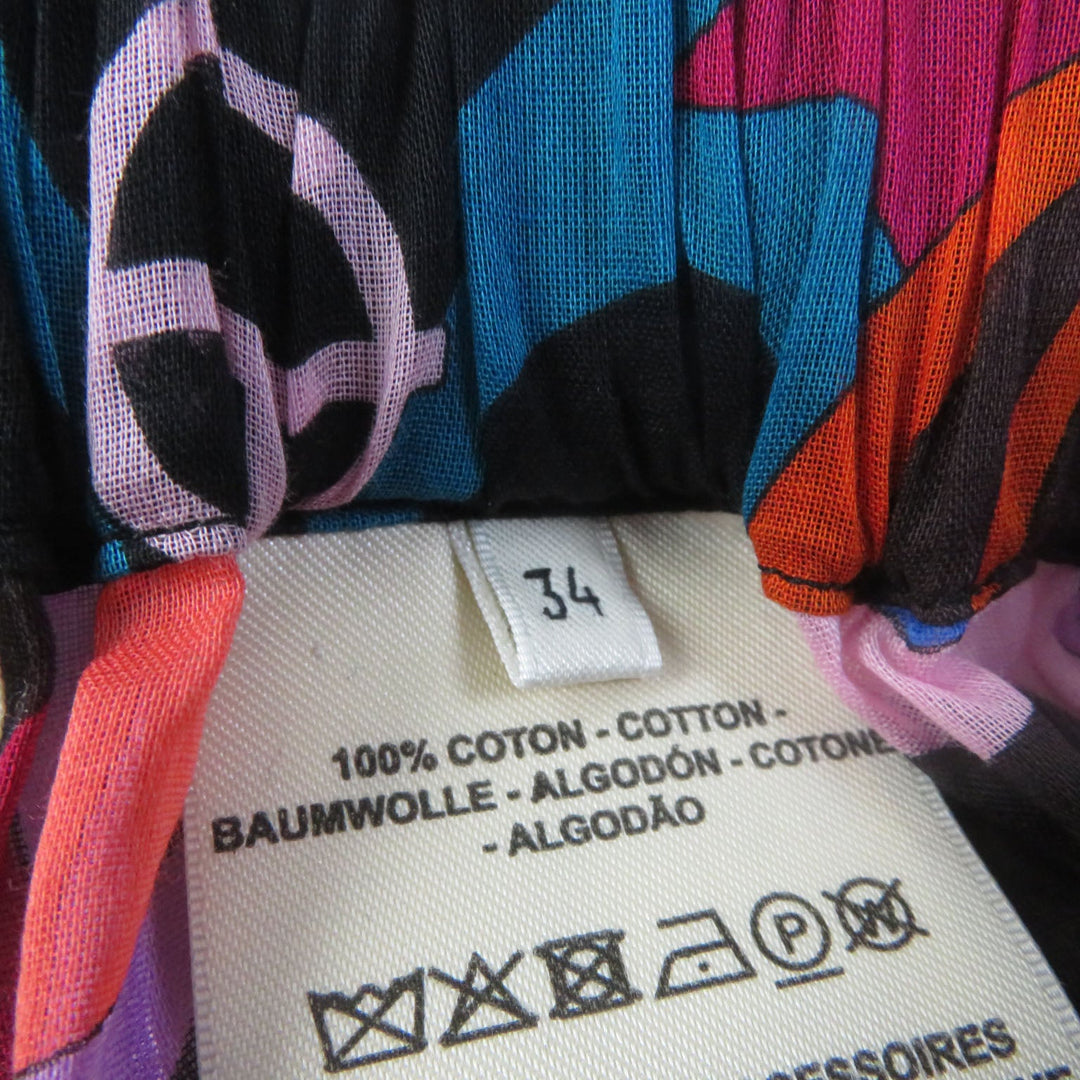 34
100% COTON - COTTON -
BAUMWOLLE - ALGODÓN - COTONE
- ALGODÃO
P
W